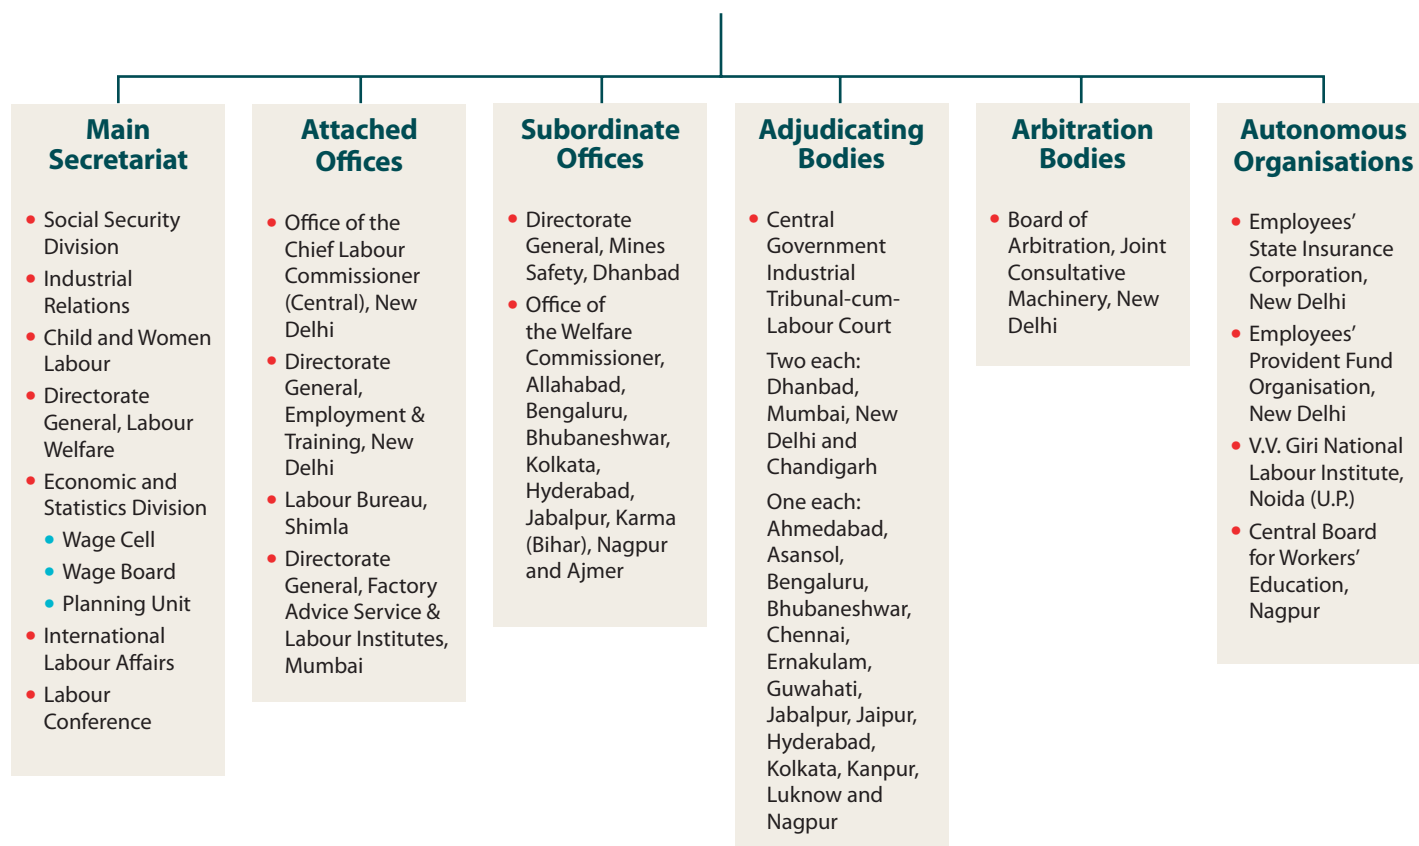 Main
Secretariat
• Social Security
Division
• Industrial
Relations
• Child and Women
Labour
• Directorate
General, Labour
Welfare
• Economic and
Statistics Division
• Wage Cell
• Wage Board
• Planning Unit
• International
Labour Affairs
• Labour
Conference
Attached
Offices
• Office of the
Chief Labour
Commissioner
(Central), New
Delhi
• Directorate
General,
Employment &
Training, New
Delhi
• Labour Bureau,
Shimla
• Directorate
General, Factory
Advice Service &
Labour Institutes,
Mumbai
Subordinate
Offices
• Directorate
General, Mines
Safety, Dhanbad
• Office of
the Welfare
Commissioner,
Allahabad,
Bengaluru,
Bhubaneshwar,
Kolkata,
Hyderabad,
Jabalpur, Karma
(Bihar), Nagpur
and Ajmer
Adjudicating
Bodies
• Central
Government
Industrial
Tribunal-cum-
Labour Court
Two each:
Dhanbad,
Mumbai, New
Delhi and
Chandigarh
One each:
Ahmedabad,
Asansol,
Bengaluru,
Bhubaneshwar,
Chennai,
Ernakulam,
Guwahati,
Jabalpur, Jaipur,
Hyderabad,
Kolkata, Kanpur,
Luknow and
Nagpur
Arbitration
Bodies
• Board of
Arbitration, Joint
Consultative
Machinery, New
Delhi
Autonomous
Organisations
• Employees’
State Insurance
Corporation,
New Delhi
• Employees’
Provident Fund
Organisation,
New Delhi
• V.V. Giri National
Labour Institute,
Noida (U.P.)
• Central Board
for Workers’
Education,
Nagpur